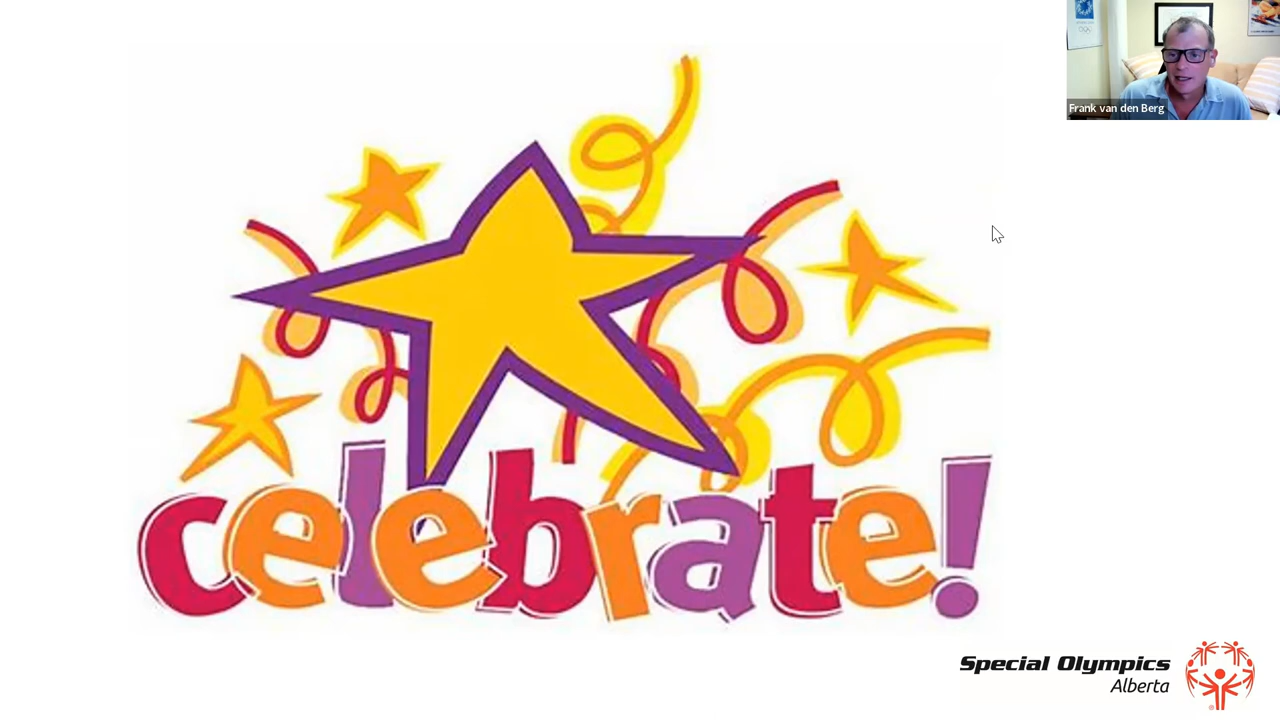 Frank van den Berg
celebrate!
Special Olympics
Alberta